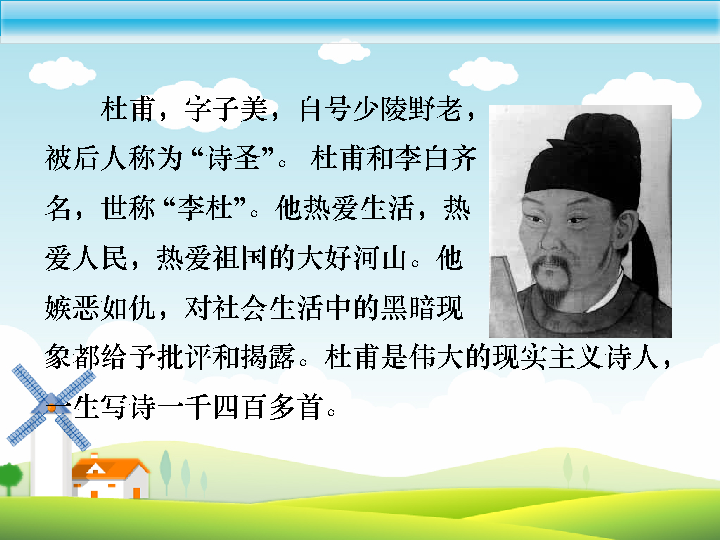 杜甫，字子美，自号少陵野老，
被后人称为“诗圣”。杜甫和李白齐
名，世称“李杜”。他热爱生活，热
爱人民，热爱祖国的大好河山。他
嫉恶如仇，对社会生活中的黑暗现
象都给予批评和揭露。杜甫是伟大的现实主义诗人，
一生写诗一千四百多首。